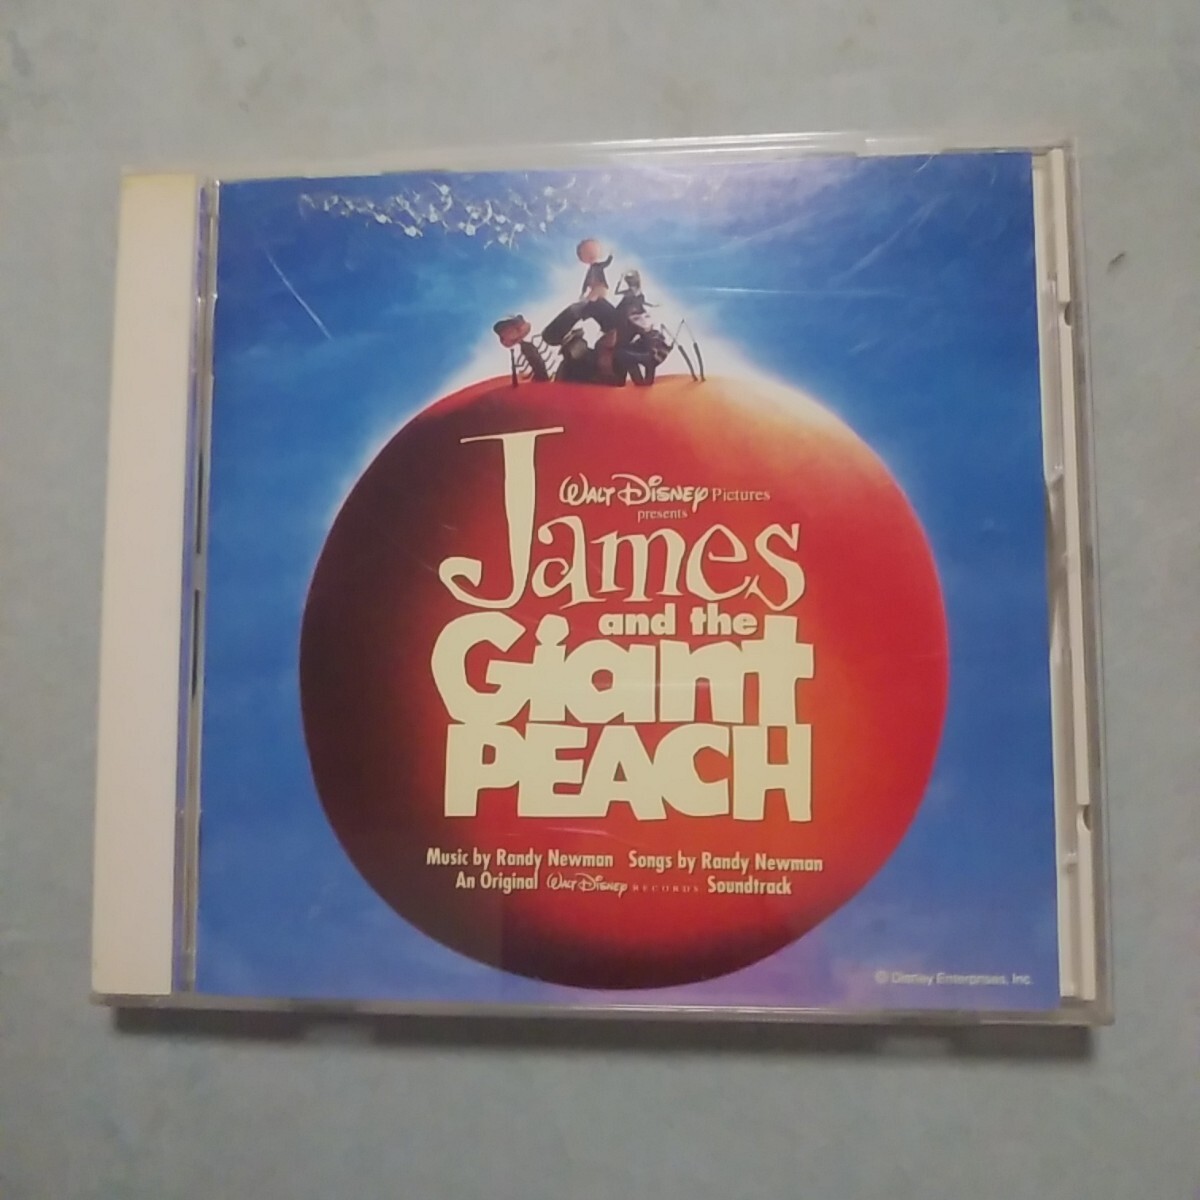 WALT DISNEY Pictures
presents
James
and the
Giant
PEACH
Music by Randy Newman Songs by Randy Newman
An Original WALT DISNEY RECORDS Soundtrack
© Disney Enterprises, Inc.